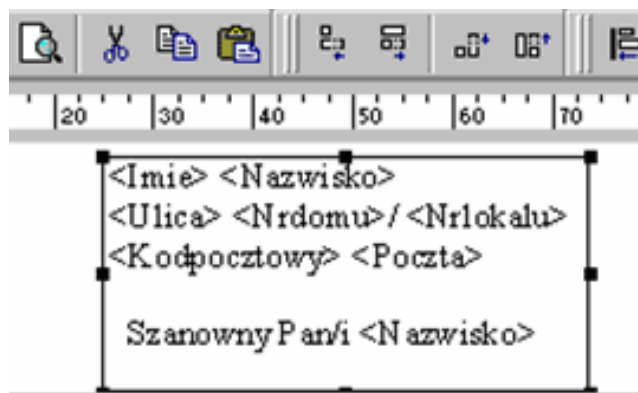 20 30 40 50 60 70
<Imie> <Nazwisko>
<Ulica> <Nrdomu>/ <Nrlokalu>
<Kodpocztowy> <Poczta>
Szanowny Pan/i <Nazwisko>